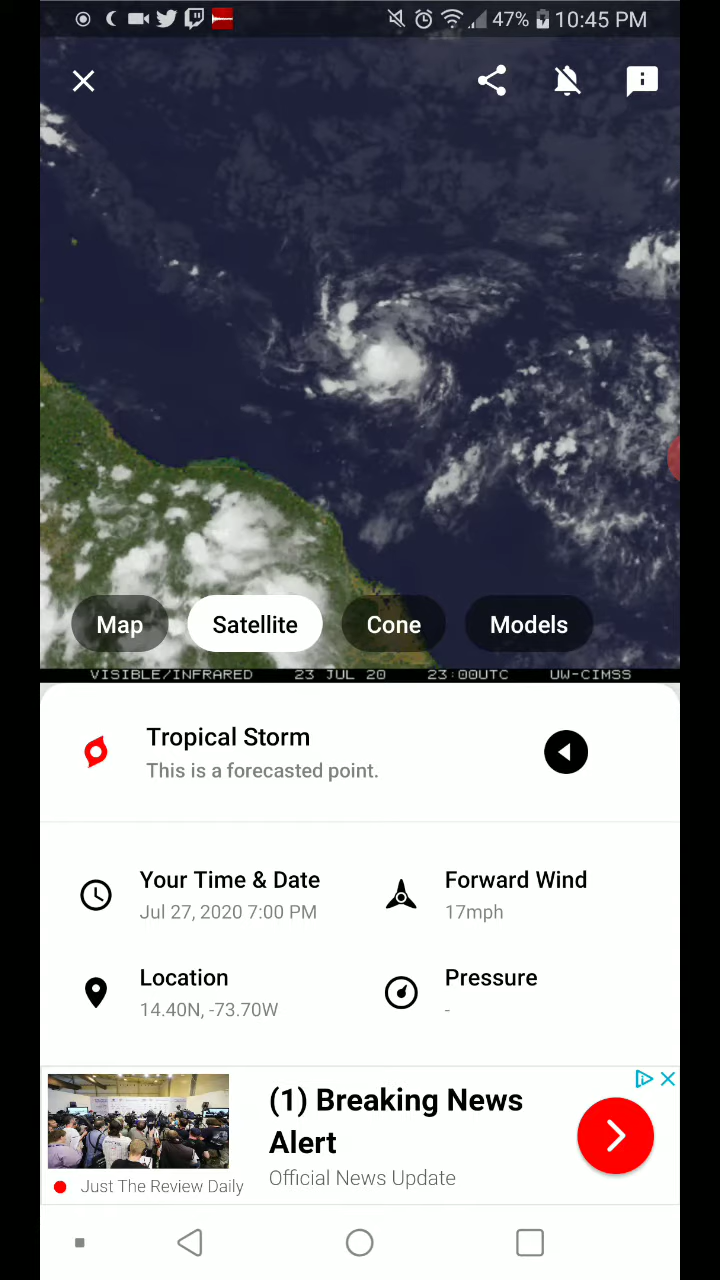 47% 10:45 PM
Map Satellite Cone Models
VISIBLE/INFRARED 23 JUL 20 23:00UTC UW-CIMSS
Tropical Storm
This is a forecasted point.
Your Time & Date
Jul 27, 2020 7:00 PM
Forward Wind
17mph
Location
14.40N, -73.70W
Pressure
-
(1) Breaking News
Alert
Official News Update
Just The Review Daily